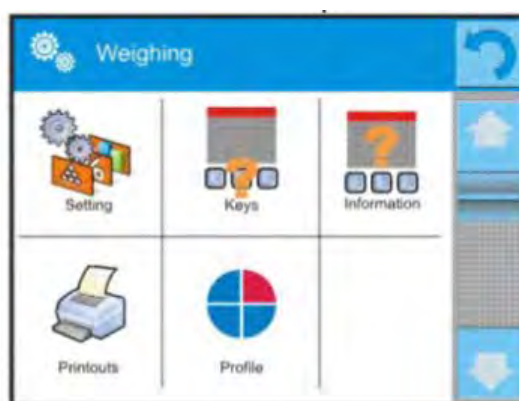 Weighing
Setting
Keys
Information
Printouts
Profile